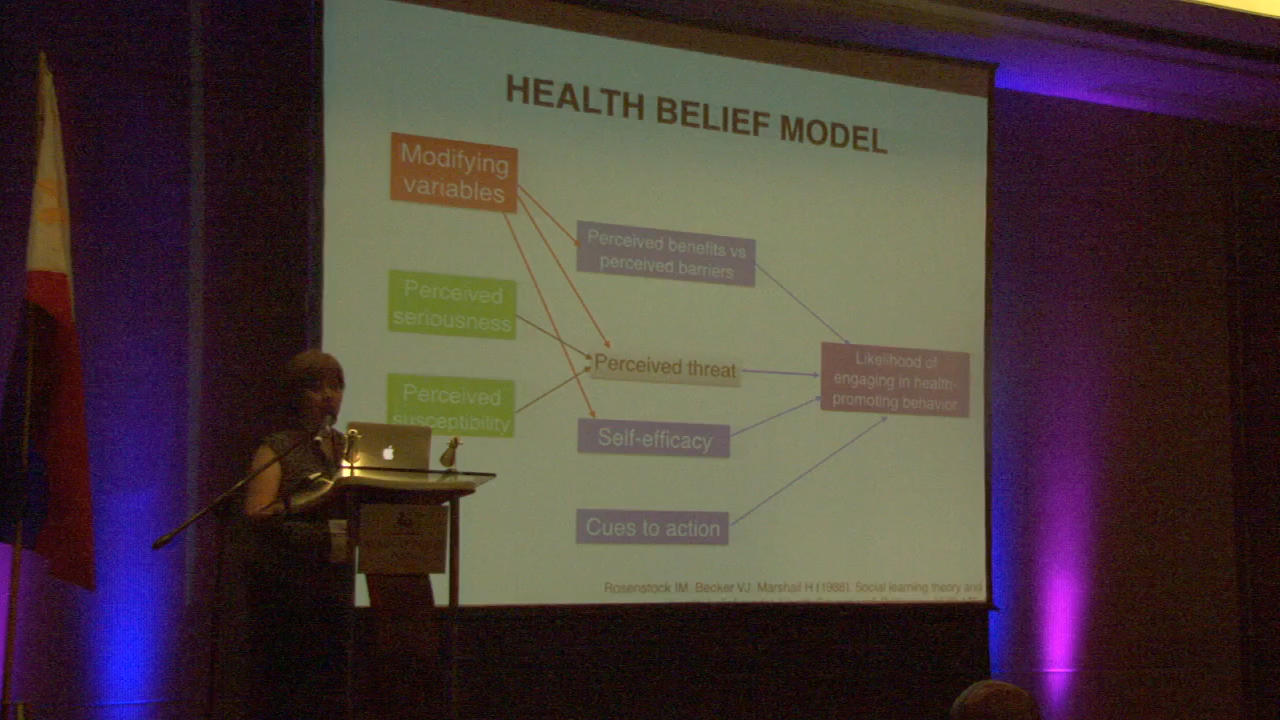 HEALTH BELIEF MODEL
Modifying
variables
Perceived benefits vs
perceived barriers
Perceived
seriousness
Perceived threat
Likelihood of
engaging in health-
promoting behavior
Perceived
susceptibility
Self-efficacy
Cues to action
Rosenstock IM, Becker VJ, Marshall H (1988). Social learning theory and